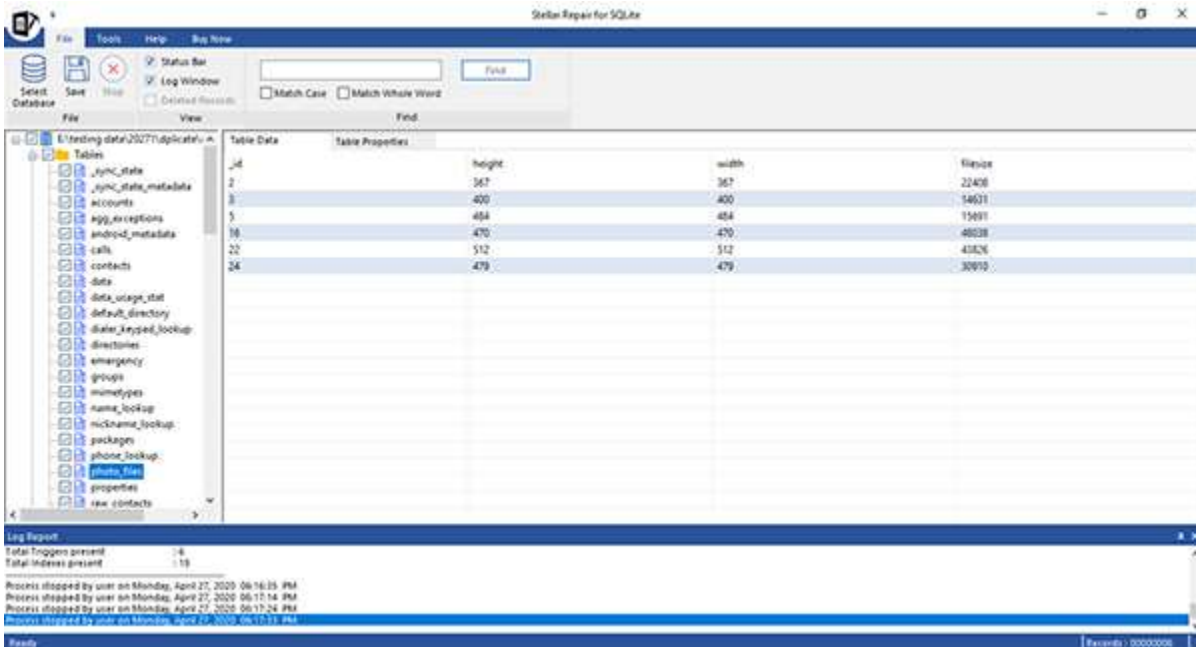 Stellar Repair for SQLite
File Tools Help Buy Now
Select Database
Save
Stop
Status Bar
Log Window
Deleted Records
Find
Match Case Match Whole Word
File View Find
E:\testing data\20271\dplicate\
Tables
_sync_state
_sync_state_metadata
accounts
agg_exceptions
android_metadata
calls
contacts
data
data_usage_stat
default_directory
dialer_keypad_lookup
directories
emergency
groups
mimetypes
name_lookup
nickname_lookup
packages
phone_lookup
photo_files
properties
raw_contacts
Table Data Table Properties
_id height width filesize
2 367 367 22408
3 400 400 14631
5 484 484 15691
16 470 470 48038
22 512 512 43826
24 479 479 30910
Log Report
Total Triggers present : 6
Total Indexes present : 19
Process stopped by user on Monday, April 27, 2020 06:16:35 PM
Process stopped by user on Monday, April 27, 2020 06:17:14 PM
Process stopped by user on Monday, April 27, 2020 06:17:24 PM
Process stopped by user on Monday, April 27, 2020 06:17:33 PM
Ready Records : 00000006